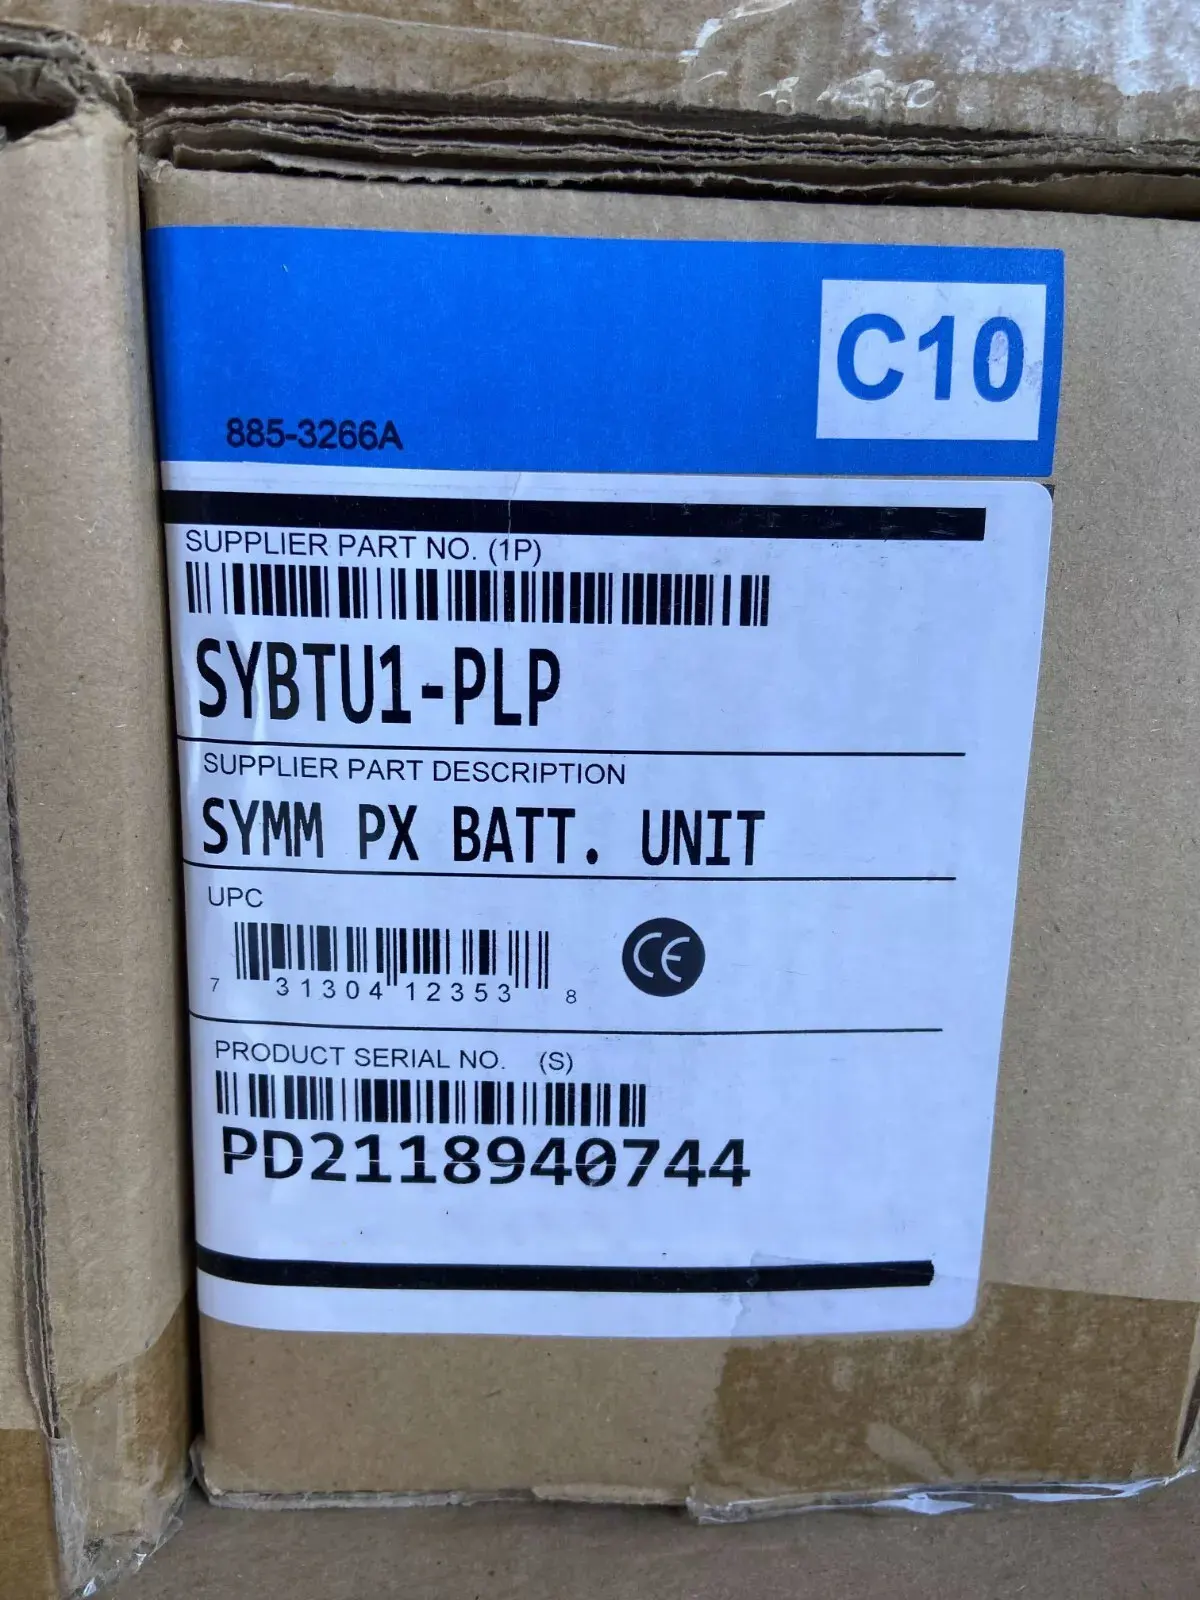 C10
885-3266A
SUPPLIER PART NO. (1P)
SYBTU1-PLP
SUPPLIER PART DESCRIPTION
SYMM PX BATT. UNIT
UPC
7 31304 12353 8
CE
PRODUCT SERIAL NO. (S)
PD2118940744